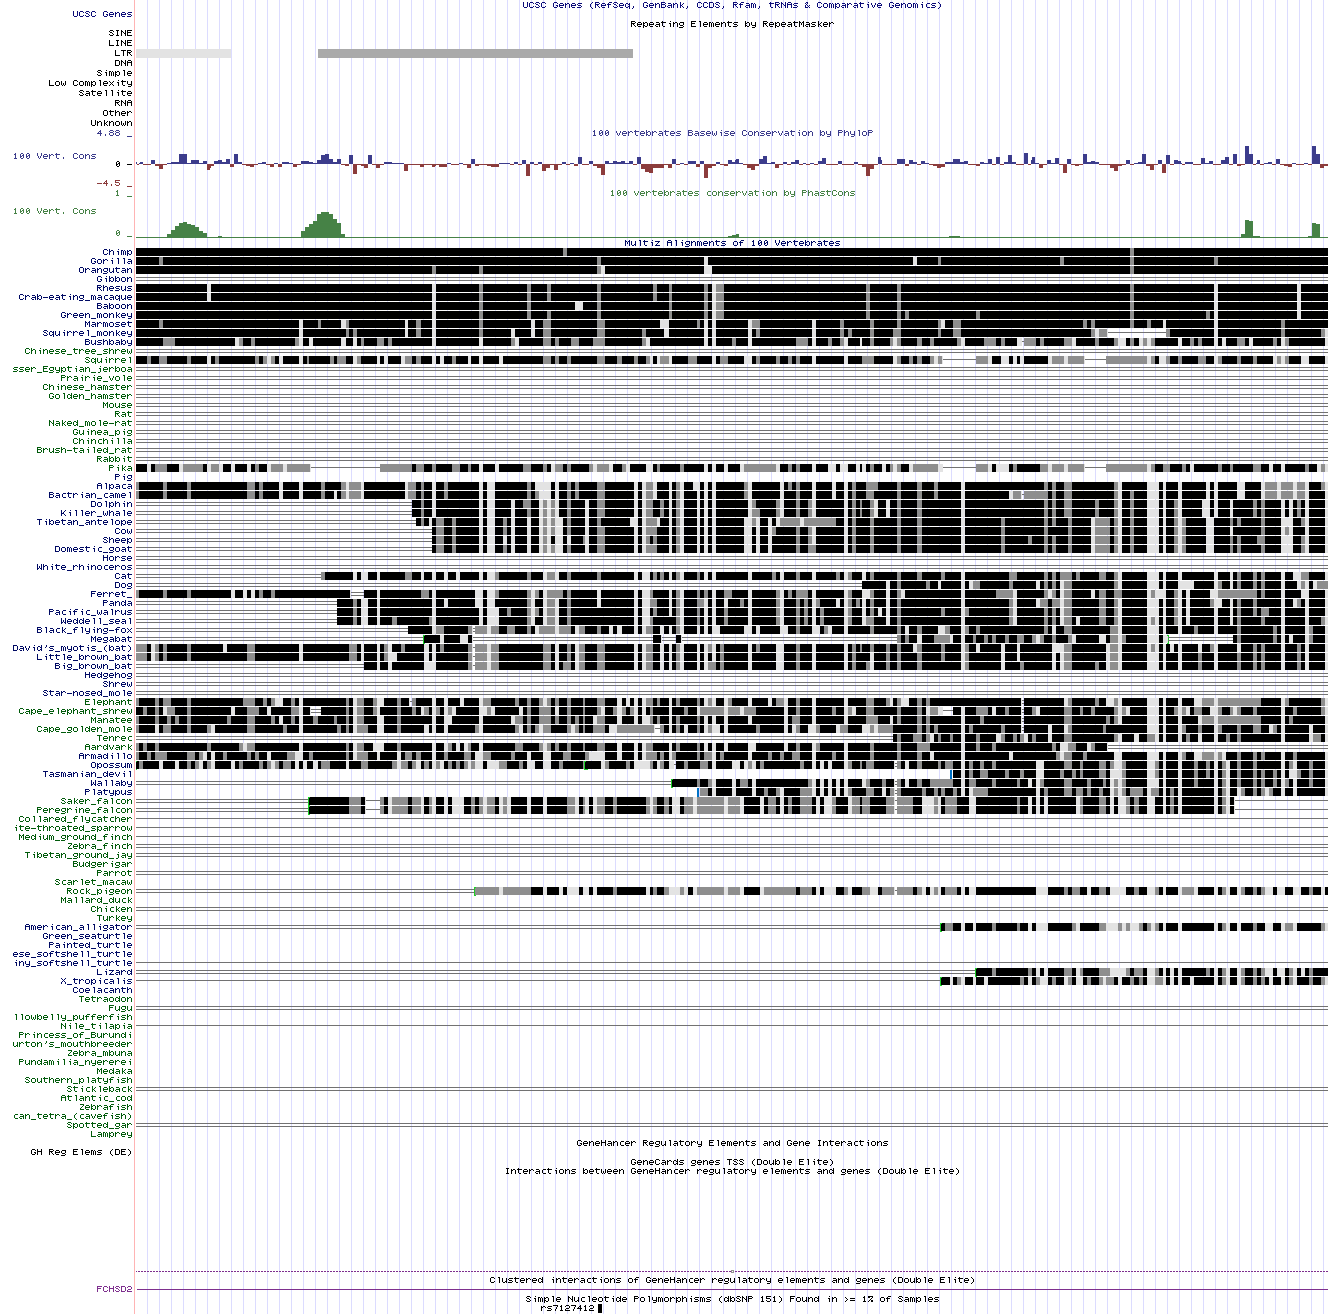 UCSC Genes (RefSeq, GenBank, CCDS, Rfam, tRNAs & Comparative Genomics)
UCSC Genes
Repeating Elements by RepeatMasker
SINE
LINE
LTR
DNA
Simple
Low Complexity
Satellite
RNA
Other
Unknown
4.88 _
100 vertebrates Basewise Conservation by PhyloP
100 Vert. Cons
0 _
-4.5 _
1 _
100 vertebrates conservation by PhastCons
100 Vert. Cons
0 _
Multiz Alignments of 100 Vertebrates
Chimp
Gorilla
Orangutan
Gibbon
Rhesus
Crab-eating_macaque
Baboon
Green_monkey
Marmoset
Squirrel_monkey
Bushbaby
Chinese_tree_shrew
Squirrel
sser_Egyptian_jerboa
Prairie_vole
Chinese_hamster
Golden_hamster
Mouse
Rat
Naked_mole-rat
Guinea_pig
Chinchilla
Brush-tailed_rat
Rabbit
Pika
Pig
Alpaca
Bactrian_camel
Dolphin
Killer_whale
Tibetan_antelope
Cow
Sheep
Domestic_goat
Horse
White_rhinoceros
Cat
Dog
Ferret_
Panda
Pacific_walrus
Weddell_seal
Black_flying-fox
Megabat
David's_myotis_(bat)
Little_brown_bat
Big_brown_bat
Hedgehog
Shrew
Star-nosed_mole
Elephant
Cape_elephant_shrew
Manatee
Cape_golden_mole
Tenrec
Aardvark
Armadillo
Opossum
Tasmanian_devil
Wallaby
Platypus
Saker_falcon
Peregrine_falcon
Collared_flycatcher
ite-throated_sparrow
Medium_ground_finch
Zebra_finch
Tibetan_ground_jay
Budgerigar
Parrot
Scarlet_macaw
Rock_pigeon
Mallard_duck
Chicken
Turkey
American_alligator
Green_seaturtle
Painted_turtle
ese_softshell_turtle
iny_softshell_turtle
Lizard
X_tropicalis
Coelacanth
Tetraodon
Fugu
llowbelly_pufferfish
Nile_tilapia
Princess_of_Burundi
urton's_mouthbreeder
Zebra_mbuna
Pundamilia_nyererei
Medaka
Southern_platyfish
Stickleback
Atlantic_cod
Zebrafish
can_tetra_(cavefish)
Spotted_gar
Lamprey
GeneHancer Regulatory Elements and Gene Interactions
GH Reg Elems (DE)
GeneCards genes TSS (Double Elite)
Interactions between GeneHancer regulatory elements and genes (Double Elite)
Clustered interactions of GeneHancer regulatory elements and genes (Double Elite)
FCHSD2
Simple Nucleotide Polymorphisms (dbSNP 151) Found in >= 1% of Samples
rs7127412